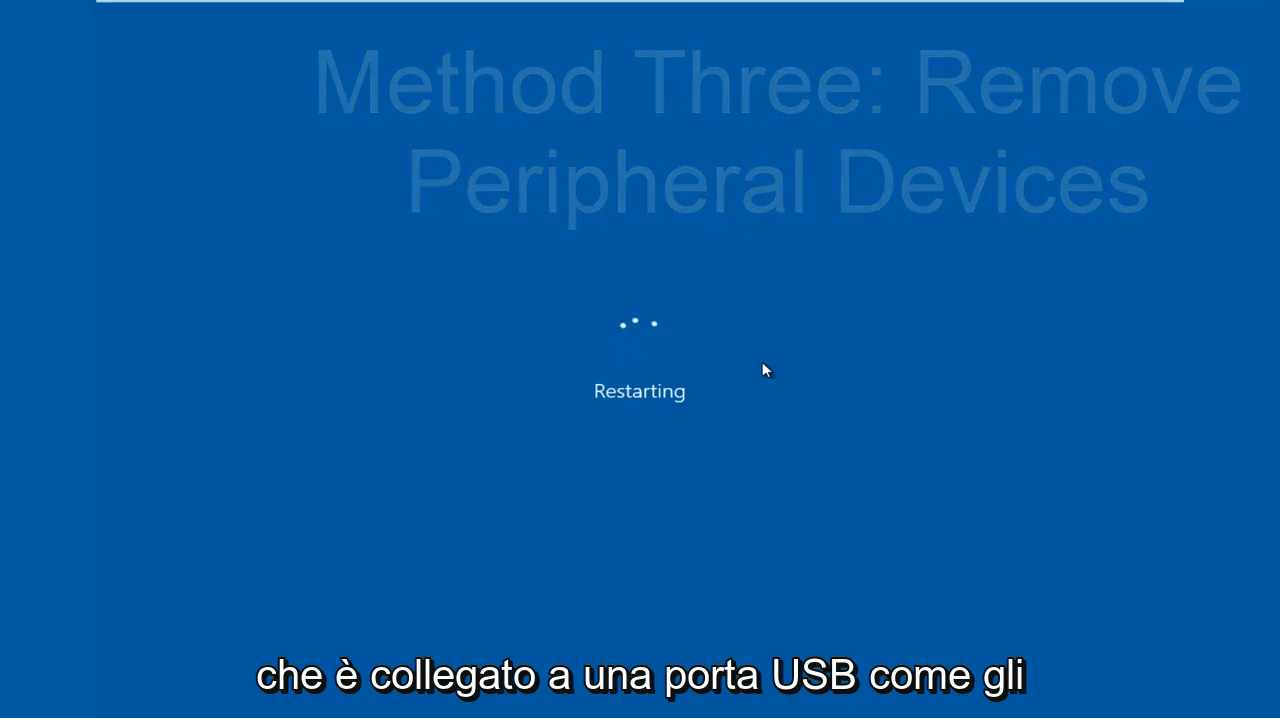 Method Three: Remove
Peripheral Devices
Restarting
che è collegato a una porta USB come gli